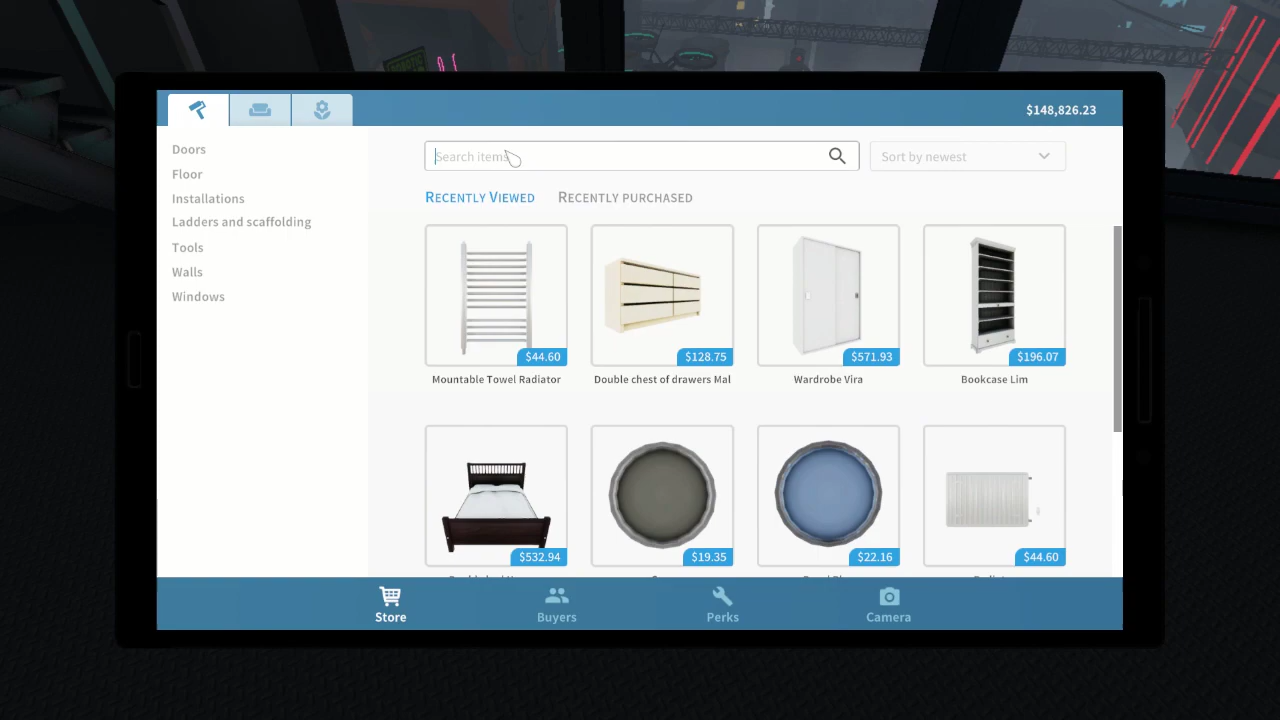 $148,826.23
Search items
Sort by newest
Doors
Floor
Installations
Ladders and scaffolding
Tools
Walls
Windows
RECENTLY VIEWED
RECENTLY PURCHASED
$44.60
$128.75
$571.93
$196.07
Mountable Towel Radiator
Double chest of drawers Mal
Wardrobe Vira
Bookcase Lim
$532.94
$19.35
$22.16
$44.60
Store
Buyers
Perks
Camera